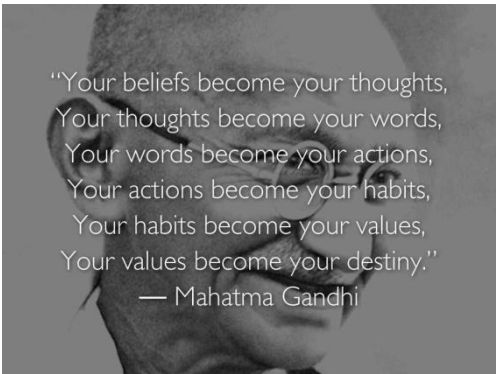 “Your beliefs become your thoughts,
Your thoughts become your words,
Your words become your actions,
Your actions become your habits,
Your habits become your values,
Your values become your destiny.”
― Mahatma Gandhi